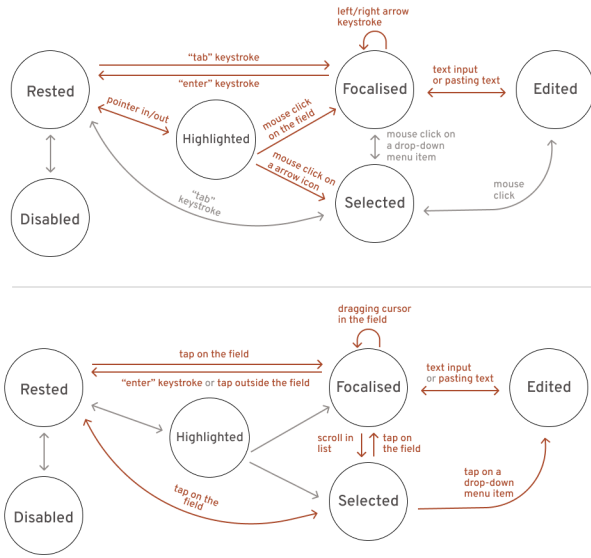 left/right arrow
keystroke
"tab" keystroke
"enter" keystroke
text input
or pasting text
Rested
Focalised
Edited
pointer in/out
Highlighted
mouse click
on the field
mouse click on
a drop-down
menu item
mouse click on
a arrow icon
"tab"
keystroke
Disabled
Selected
mouse
click
dragging cursor
in the field
tap on the field
"enter" keystroke or tap outside the field
text input
or pasting text
Rested
Focalised
Edited
Highlighted
scroll in
list
tap on
the field
tap on the
field
tap on a
drop-down
menu item
Disabled
Selected